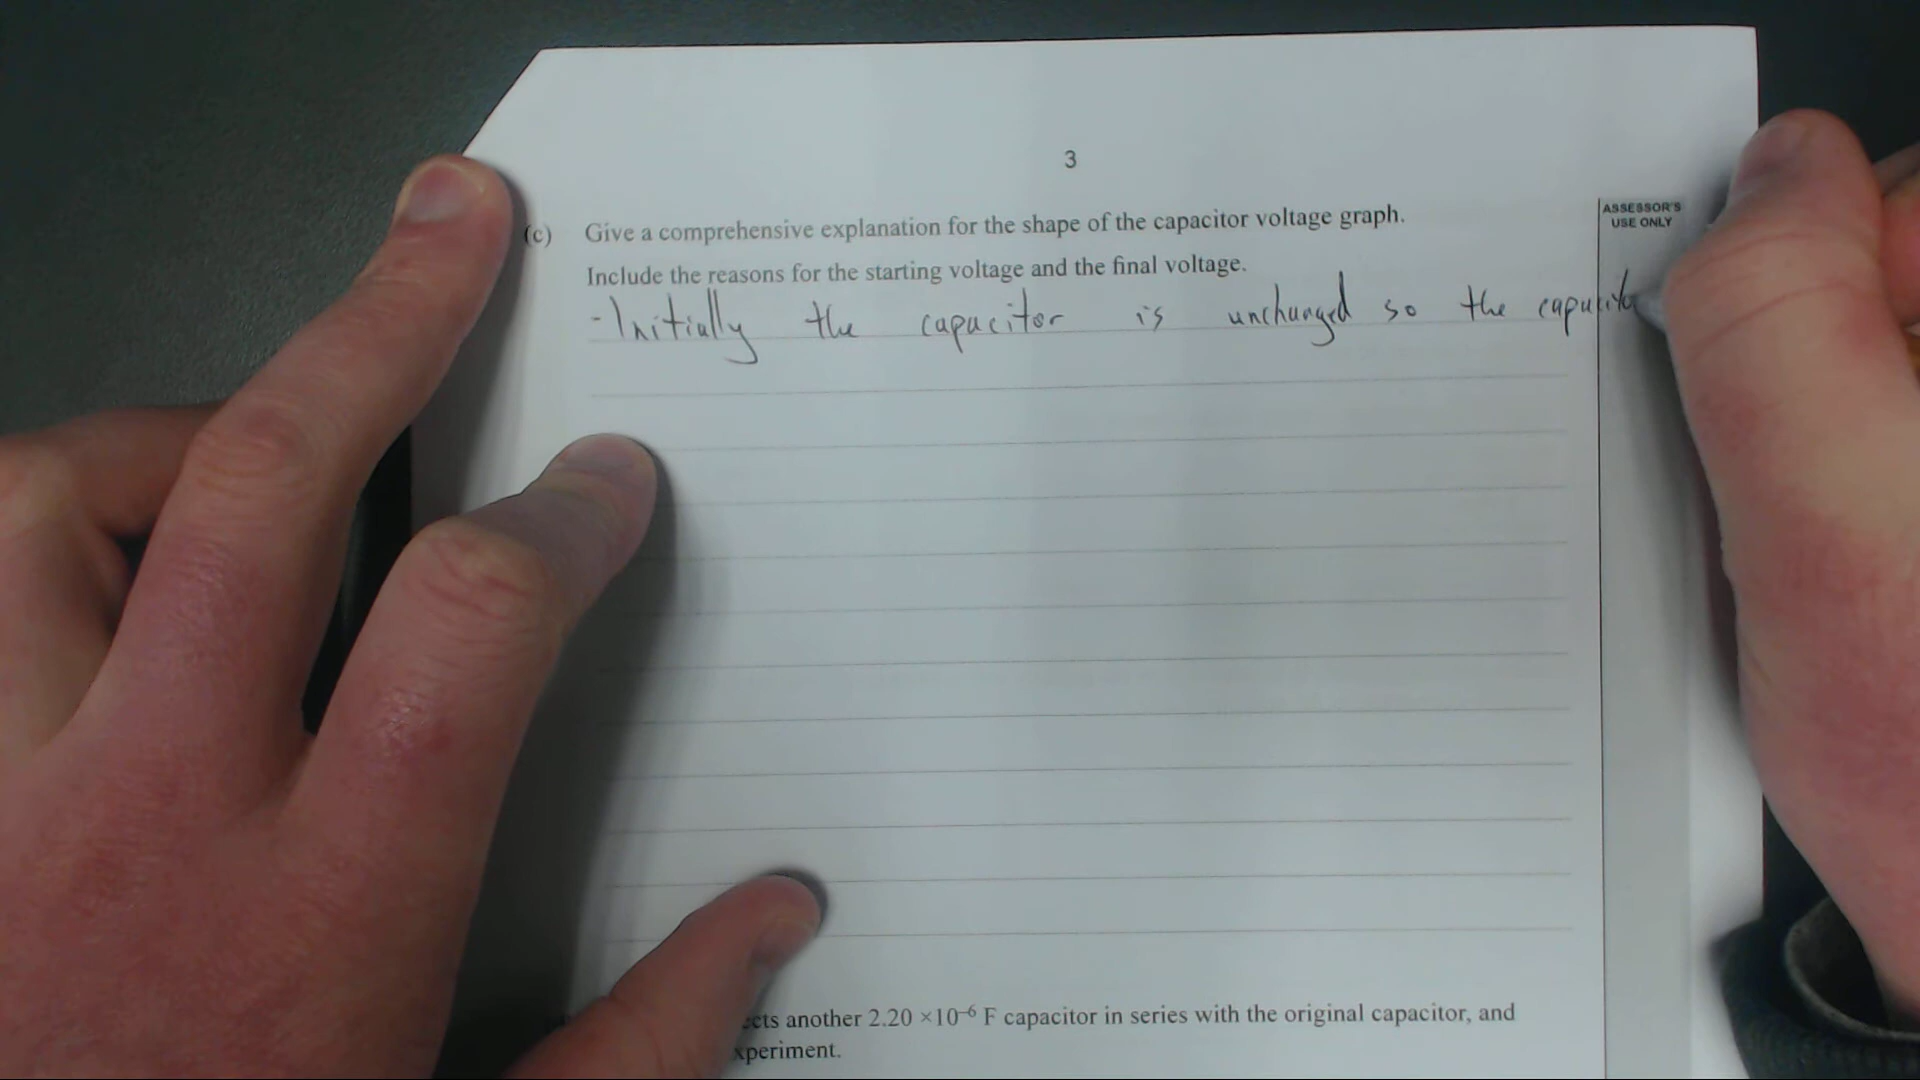 3
ASSESSOR'S
USE ONLY
(c) Give a comprehensive explanation for the shape of the capacitor voltage graph.
Include the reasons for the starting voltage and the final voltage.
- Initially the capacitor is uncharged so the capacito
ects another 2.20 ×10⁻⁶ F capacitor in series with the original capacitor, and
xperiment.